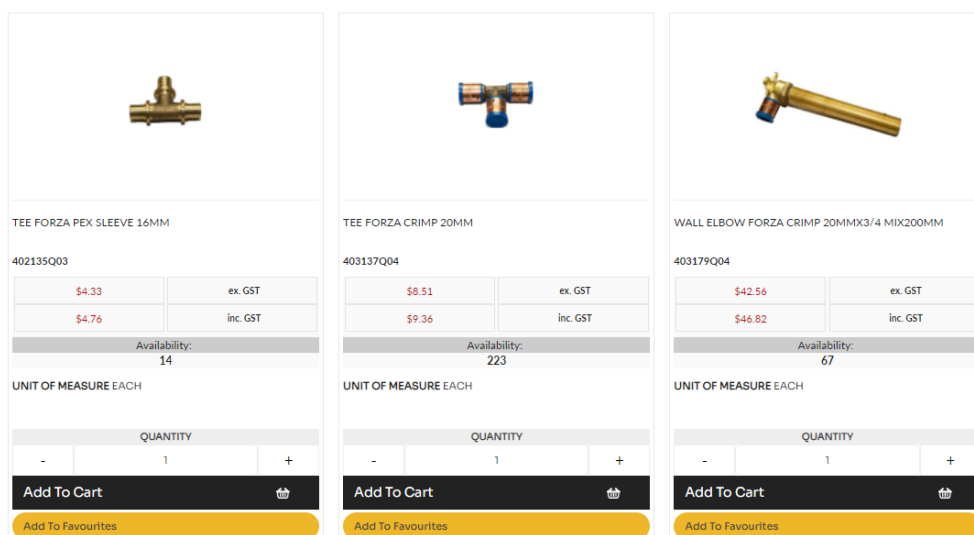 TEE FORZA PEX SLEEVE 16MM
402135Q03
$4.33 ex. GST
$4.76 inc. GST
Availability:
14
UNIT OF MEASURE EACH
QUANTITY
- 1 +
Add To Cart
Add To Favourites
TEE FORZA CRIMP 20MM
403137Q04
$8.51 ex. GST
$9.36 inc. GST
Availability:
223
UNIT OF MEASURE EACH
QUANTITY
- 1 +
Add To Cart
Add To Favourites
WALL ELBOW FORZA CRIMP 20MMX3/4 MIX200MM
403179Q04
$42.56 ex. GST
$46.82 inc. GST
Availability:
67
UNIT OF MEASURE EACH
QUANTITY
- 1 +
Add To Cart
Add To Favourites